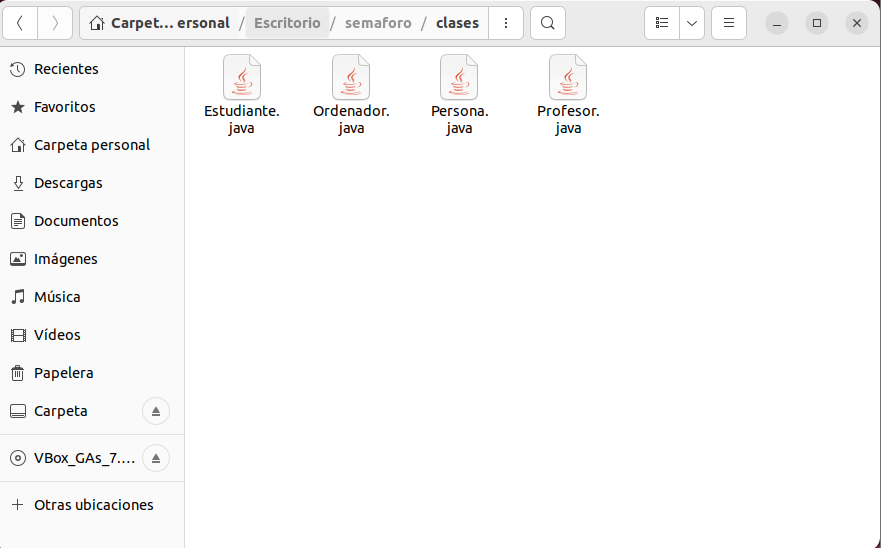 Carpet… ersonal / Escritorio / semaforo / clases
Recientes
Favoritos
Carpeta personal
Descargas
Documentos
Imágenes
Música
Vídeos
Papelera
Carpeta
VBox_GAs_7.…
Otras ubicaciones
Estudiante.
java
Ordenador.
java
Persona.
java
Profesor.
java